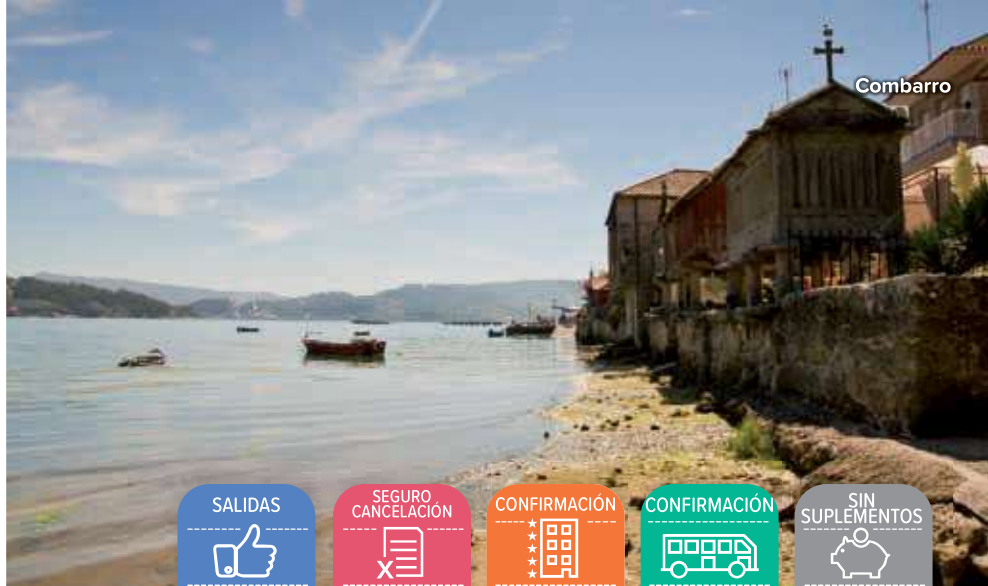 Combarro
SALIDAS
SEGURO
CANCELACIÓN
CONFIRMACIÓN
CONFIRMACIÓN
SIN
SUPLEMENTOS